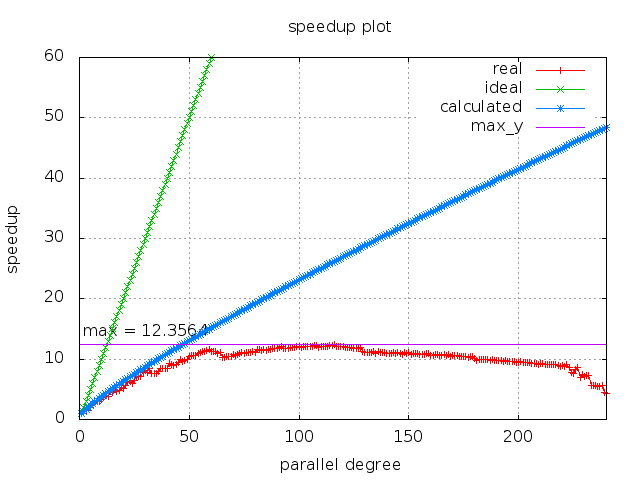 speedup plot
real
ideal
calculated
max_y
60
50
40
30
20
10
0
max = 12.3564
speedup
0 50 100 150 200
parallel degree